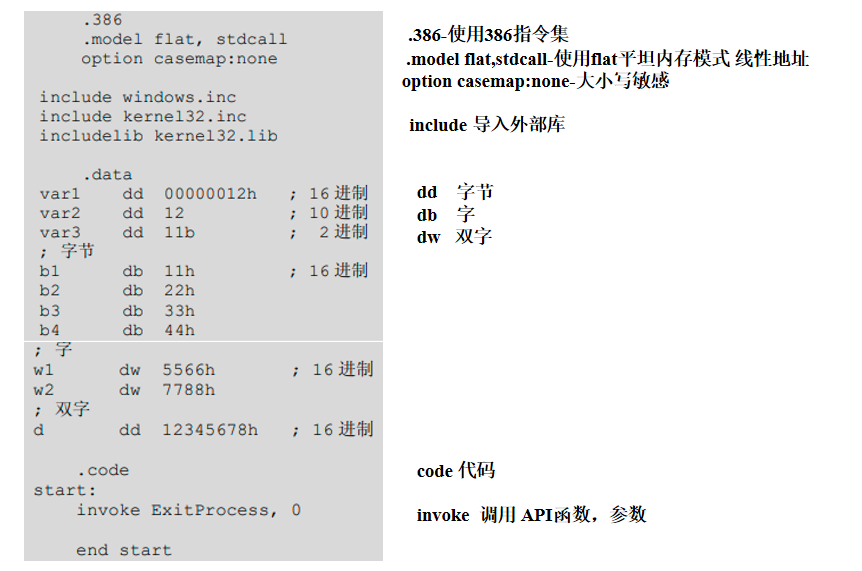 .386
.model flat, stdcall
option casemap:none
include windows.inc
include kernel32.inc
includelib kernel32.lib
.data
var1 dd 00000012h ; 16 进制
var2 dd 12 ; 10 进制
var3 dd 11b ; 2 进制
; 字节
b1 db 11h ; 16 进制
b2 db 22h
b3 db 33h
b4 db 44h
; 字
w1 dw 5566h ; 16 进制
w2 dw 7788h
; 双字
d dd 12345678h ; 16 进制
.code
start:
invoke ExitProcess, 0
end start
.386-使用386指令集
.model flat,stdcall-使用flat平坦内存模式 线性地址
option casemap:none-大小写敏感
include 导入外部库
dd 字节
db 字
dw 双字
code 代码
invoke 调用 API函数，参数